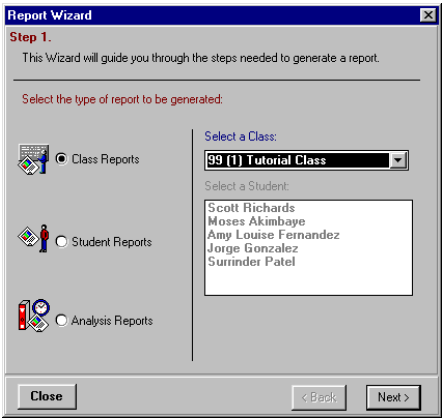 Report Wizard
Step 1.
This Wizard will guide you through the steps needed to generate a report.
Select the type of report to be generated:
Class Reports
Student Reports
Analysis Reports
Select a Class:
99 (1) Tutorial Class
Select a Student:
Scott Richards
Moses Akimbaye
Amy Louise Fernandez
Jorge Gonzalez
Surrinder Patel
Close
< Back
Next >